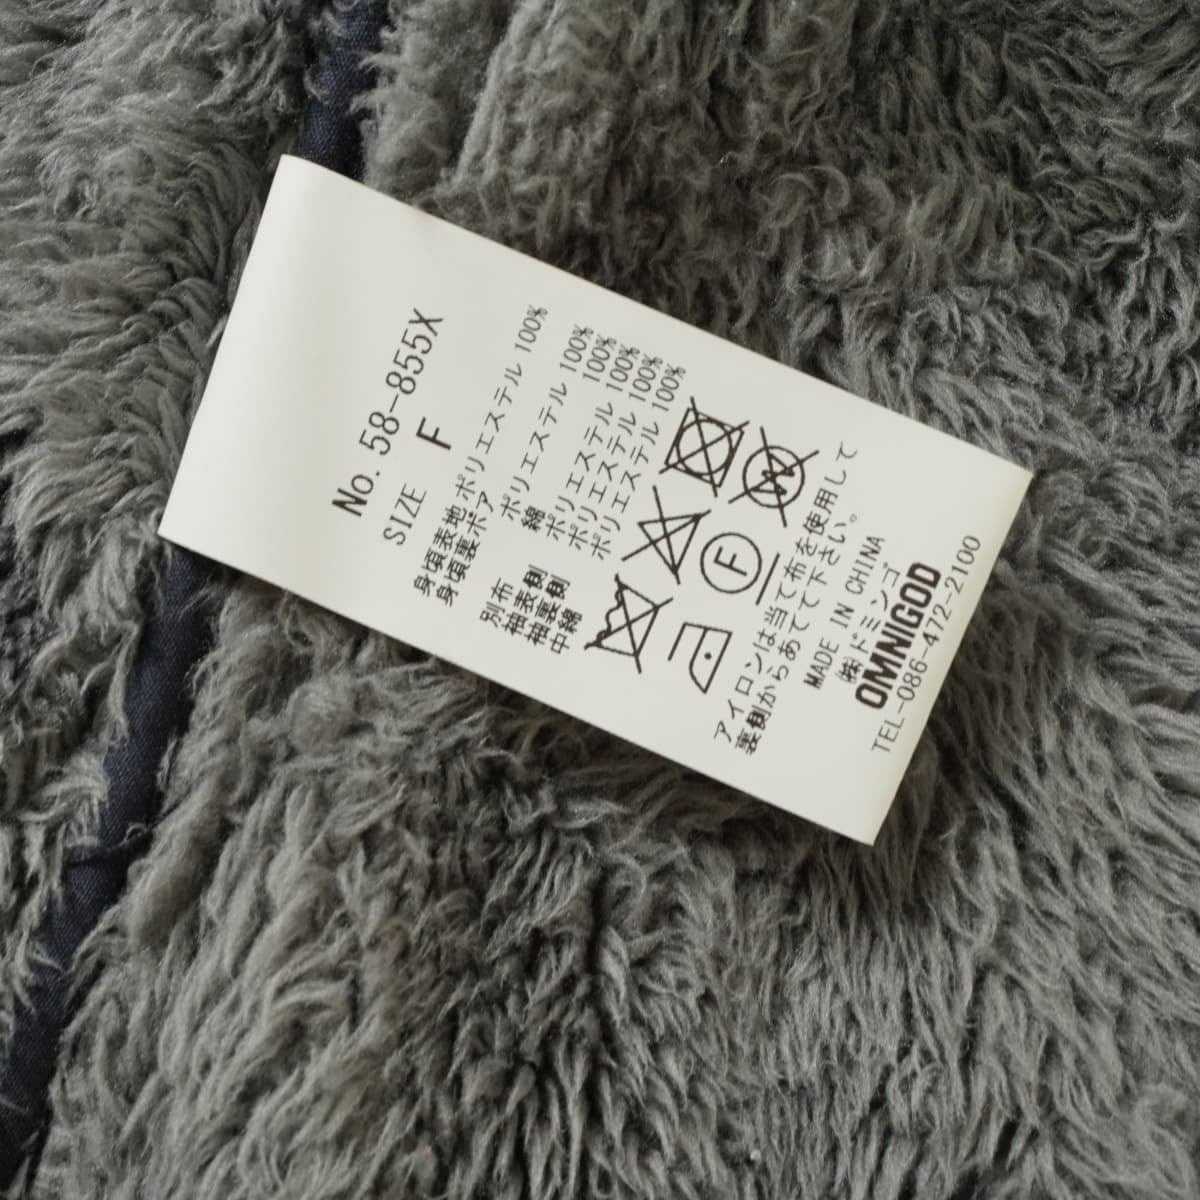 No. 58-855X
SIZE F
身頃表地 ポリエステル 100%
身頃裏ボア
ポリエステル 100%
別布 綿 100%
袖表側 ポリエステル 100%
袖裏側 ポリエステル 100%
中綿 ポリエステル 100%
W
F
アイロンは当て布を使用して
裏側からあてて下さい。
MADE IN CHINA
㈱ドミンゴ
OMNIGOD
TEL-086-472-2100